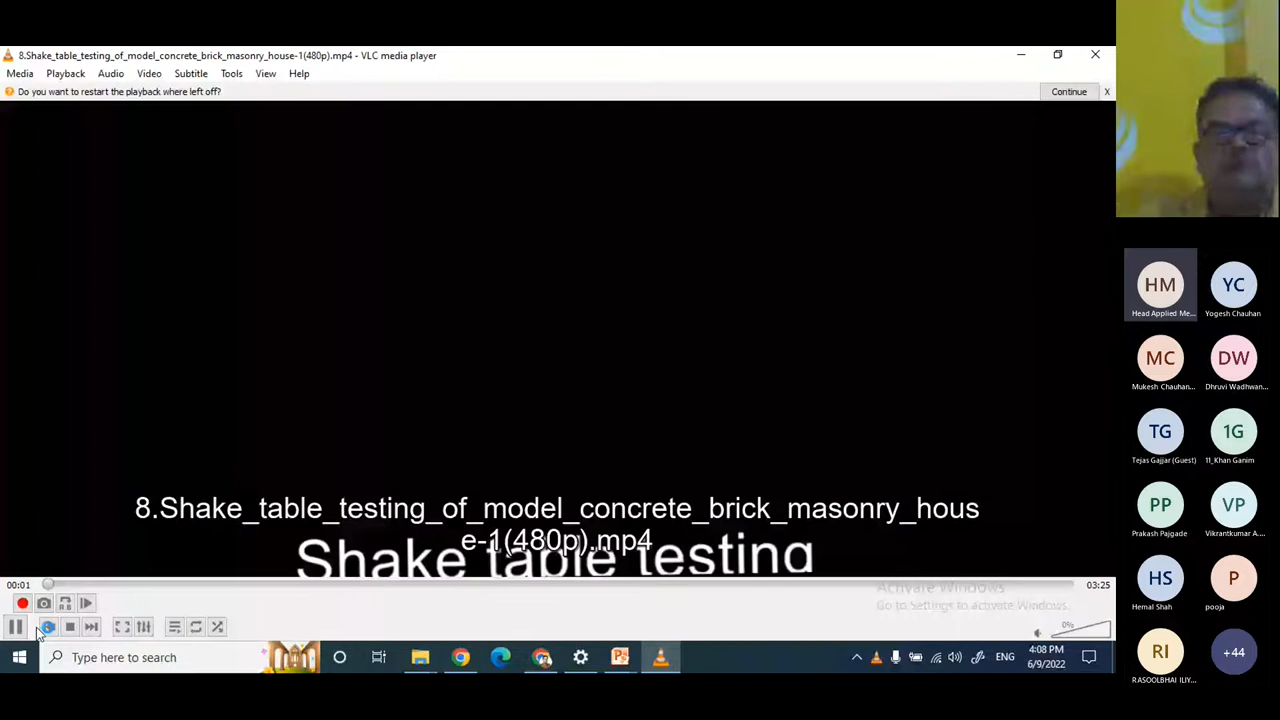 8.Shake_table_testing_of_model_concrete_brick_masonry_house-1(480p).mp4 - VLC media player
Media Playback Audio Video Subtitle Tools View Help
Do you want to restart the playback where left off?
Continue
X
8.Shake_table_testing_of_model_concrete_brick_masonry_hous
e-1(480p).mp4
Shake table testing
00:01
03:25
Activate Windows
Go to Settings to activate Windows.
0%
Type here to search
ENG
4:08 PM
6/9/2022
HM
Head Applied Me...
YC
Yogesh Chauhan
MC
Mukesh Chauhan...
DW
Dhruvi Wadhwan...
TG
Tejas Gajjar (Guest)
1G
11_Khan Ganim
PP
Prakash Pajgade
VP
Vikrantkumar A...
HS
Hemal Shah
P
pooja
RI
RASOOLBHAI ILIY...
+44